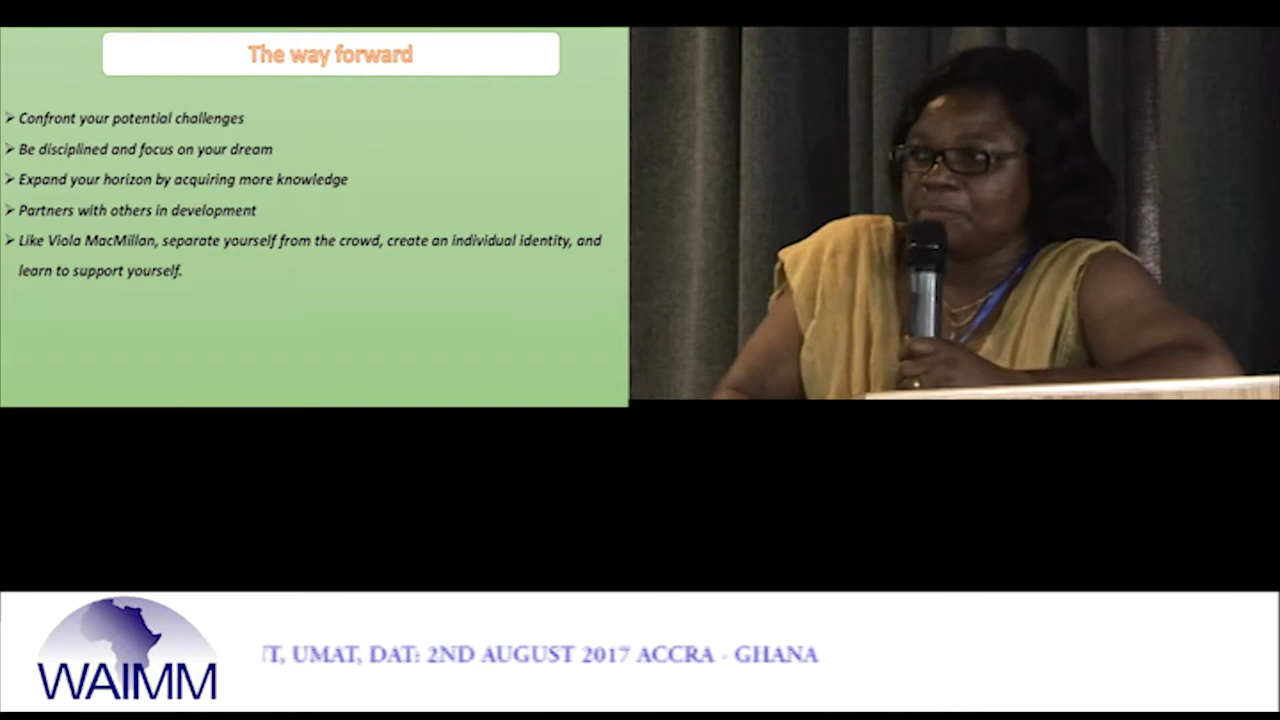 The way forward
➢ Confront your potential challenges
➢ Be disciplined and focus on your dream
➢ Expand your horizon by acquiring more knowledge
➢ Partners with others in development
➢ Like Viola MacMillan, separate yourself from the crowd, create an individual identity, and
learn to support yourself.
WAIMM
T, UMAT, DAT: 2ND AUGUST 2017 ACCRA - GHANA